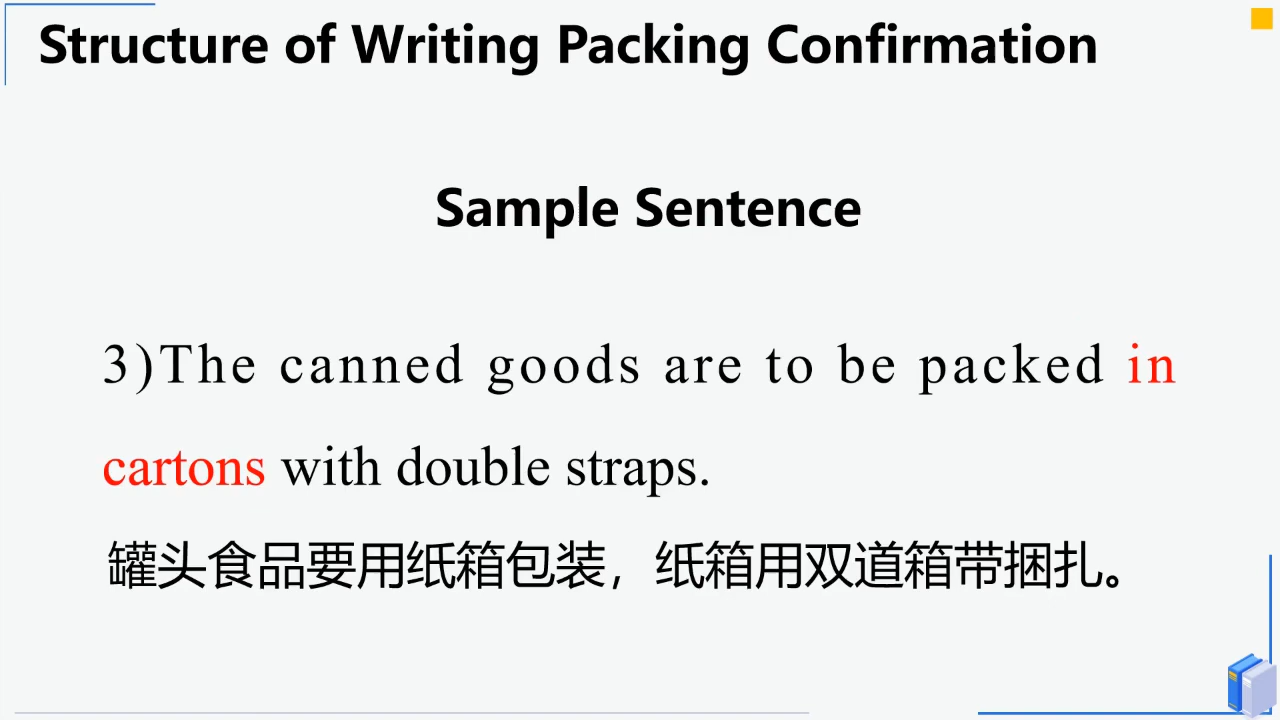 Structure of Writing Packing Confirmation
Sample Sentence
3)The canned goods are to be packed in
cartons with double straps.
罐头食品要用纸箱包装，纸箱用双道箱带捆扎。